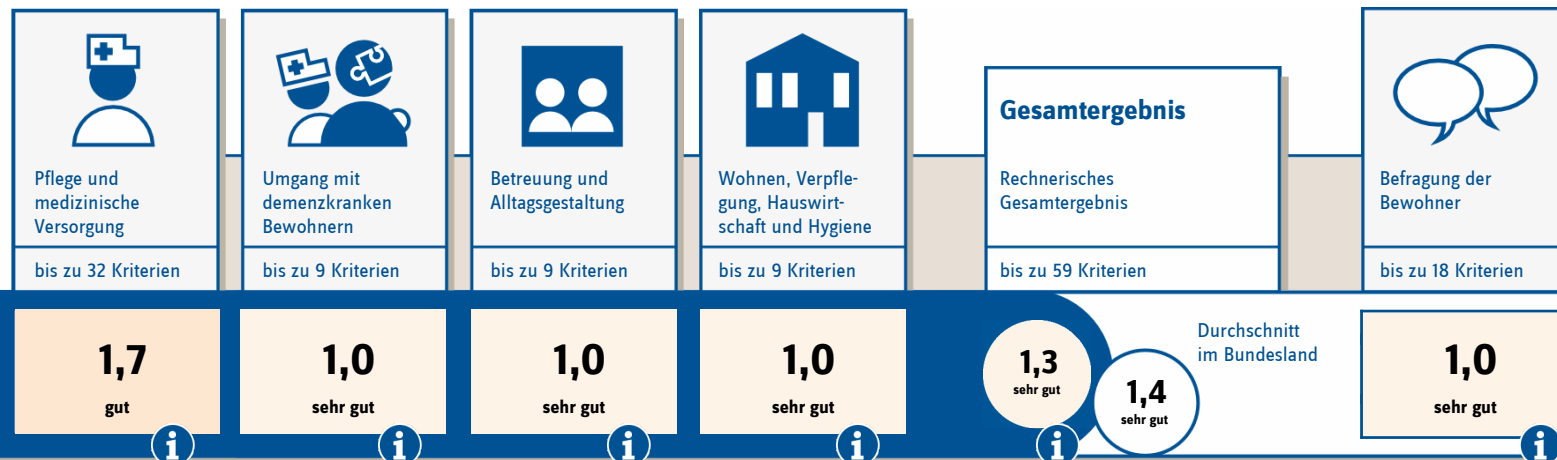 Pflege und
medizinische
Versorgung
bis zu 32 Kriterien
1,7
gut
Umgang mit
demenzkranken
Bewohnern
bis zu 9 Kriterien
1,0
sehr gut
Betreuung und
Alltagsgestaltung
bis zu 9 Kriterien
1,0
sehr gut
Wohnen, Verpfle-
gung, Hauswirt-
schaft und Hygiene
bis zu 9 Kriterien
1,0
sehr gut
Gesamtergebnis
Rechnerisches
Gesamtergebnis
bis zu 59 Kriterien
1,3
sehr gut
Durchschnitt
im Bundesland
1,4
sehr gut
Befragung der
Bewohner
bis zu 18 Kriterien
1,0
sehr gut